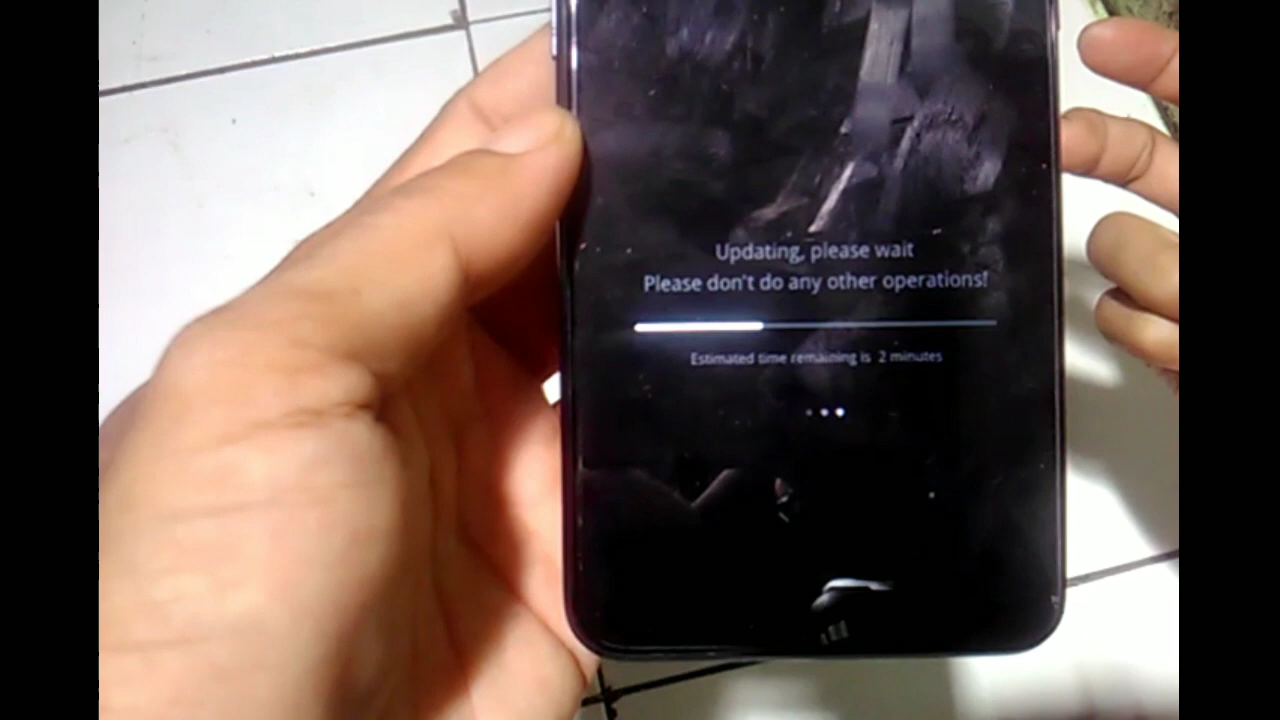 Updating, please wait
Please don't do any other operations!
Estimated time remaining is 2 minutes